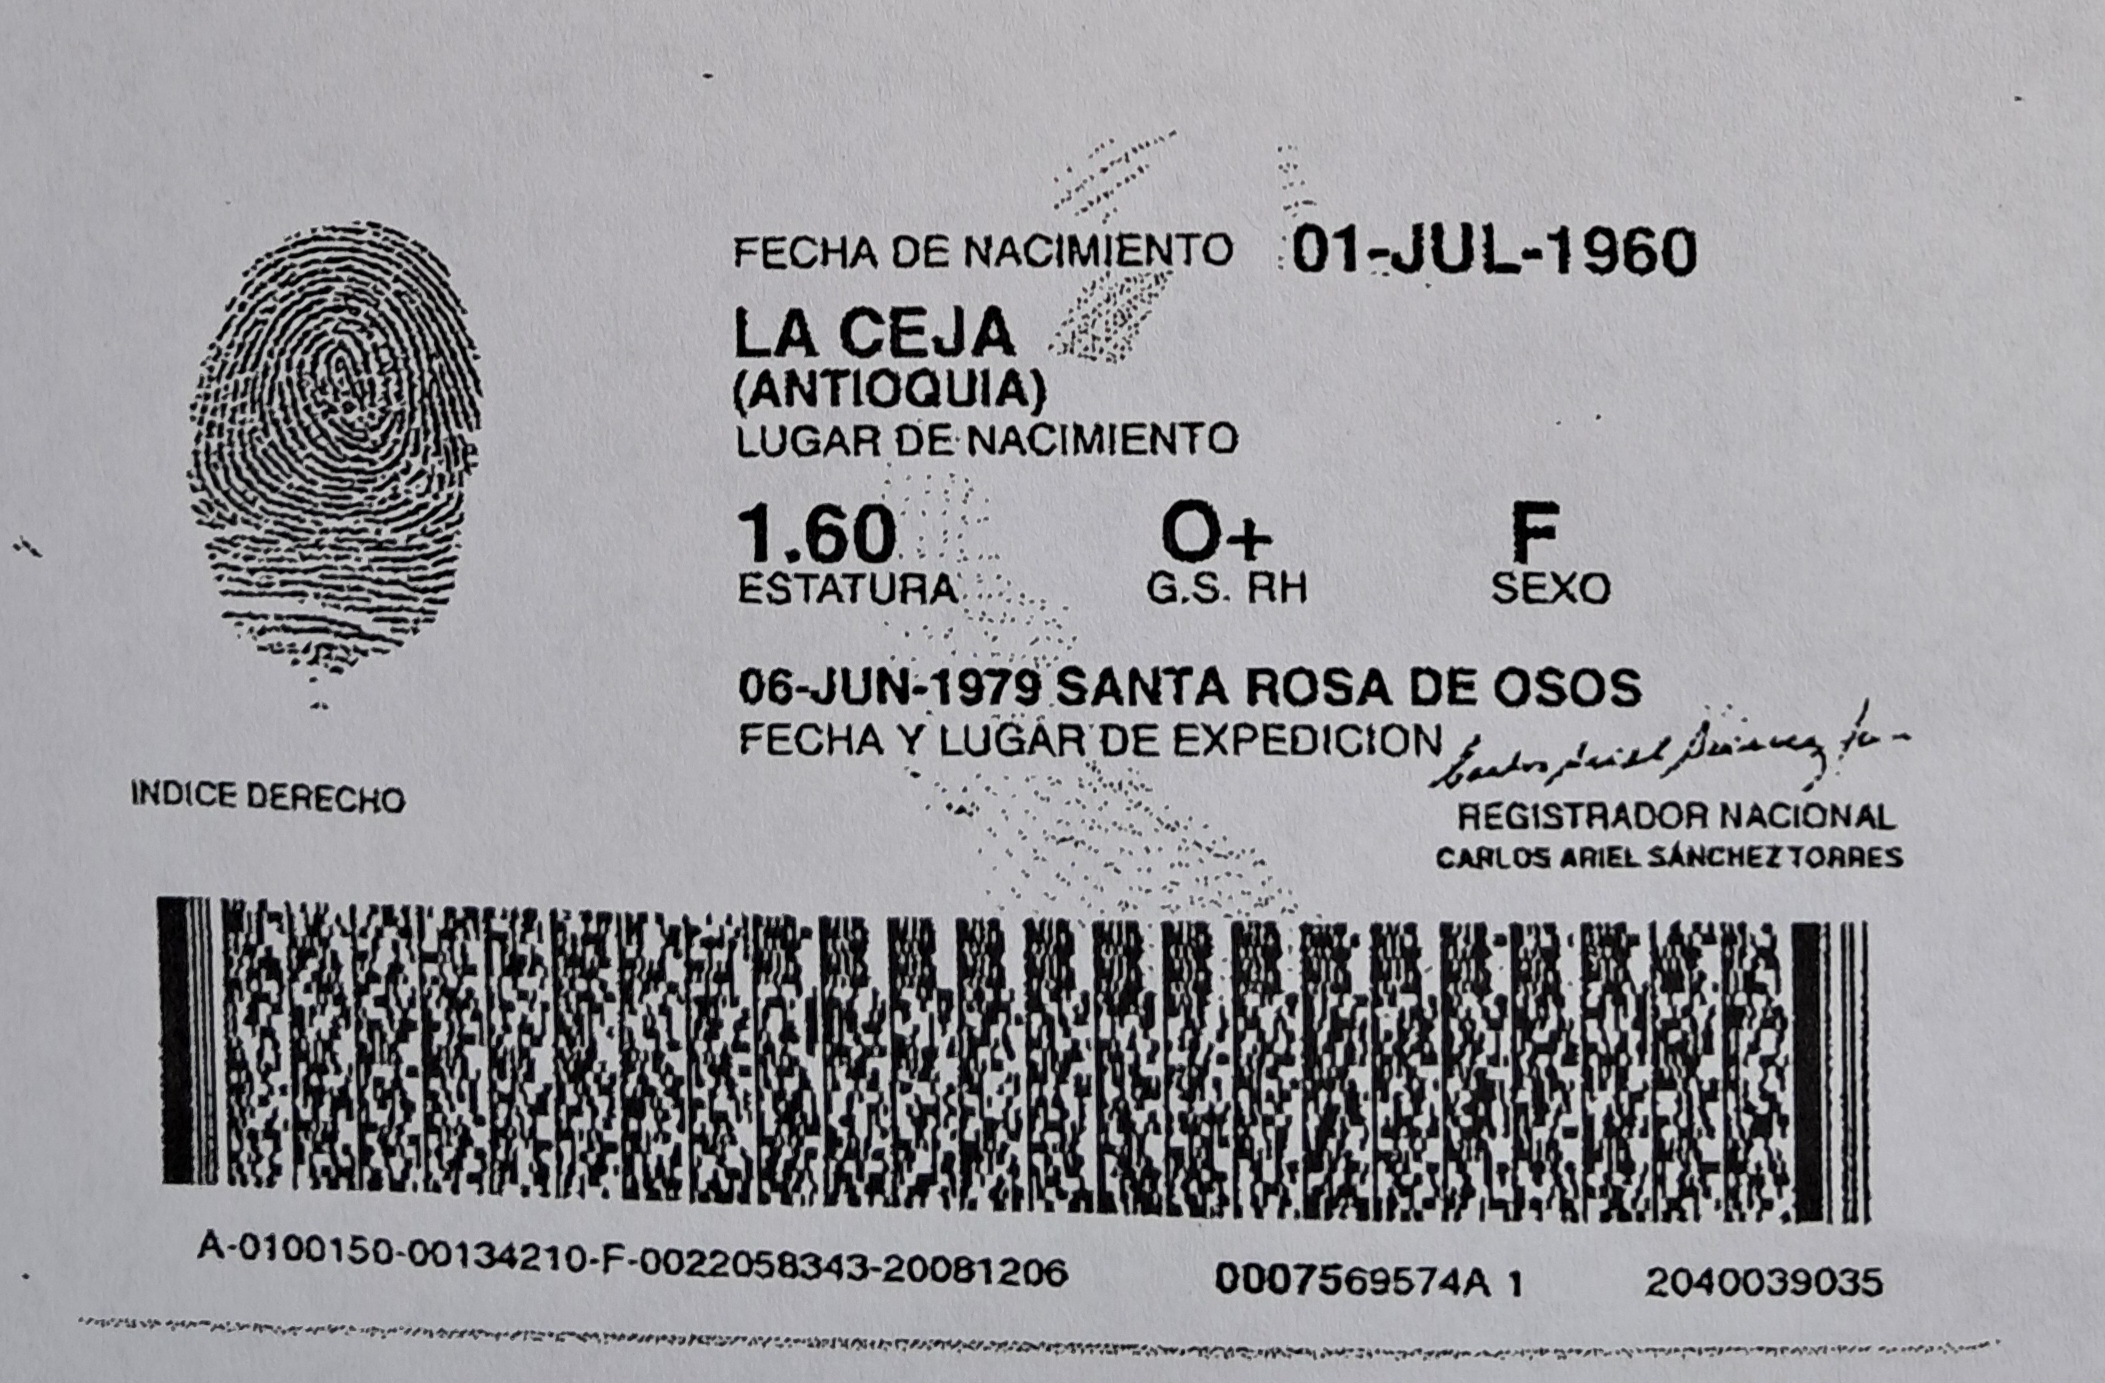 FECHA DE NACIMIENTO 01-JUL-1960
LA CEJA
(ANTIOQUIA)
LUGAR DE NACIMIENTO
1.60 O+ F
ESTATURA G.S. RH SEXO
06-JUN-1979 SANTA ROSA DE OSOS
FECHA Y LUGAR DE EXPEDICION
INDICE DERECHO
REGISTRADOR NACIONAL
CARLOS ARIEL SÁNCHEZ TORRES
A-0100150-00134210-F-0022058343-20081206 0007569574A 1 2040039035